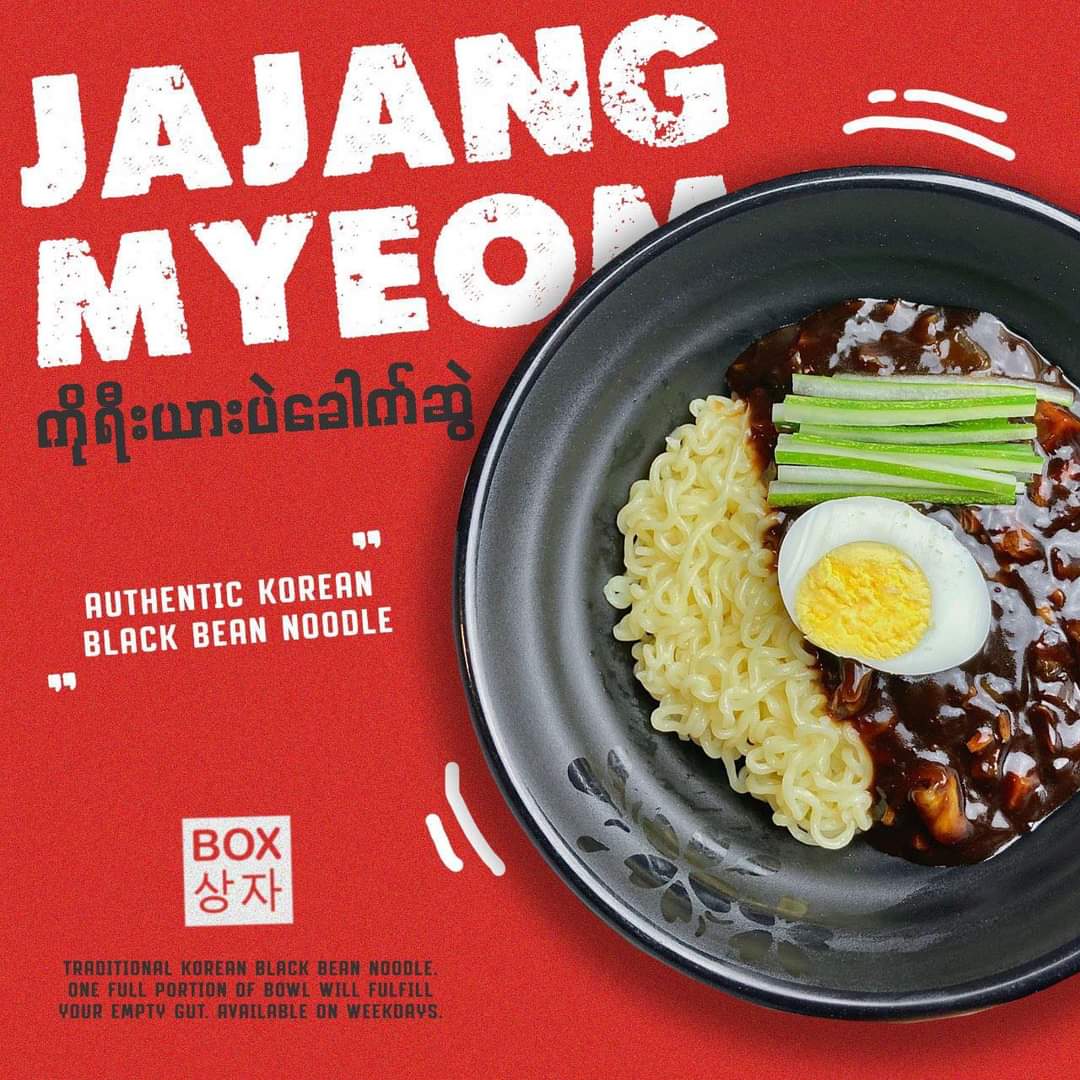 JAJANG
MYEON
ကိုရီးယားပဲခေါက်ဆွဲ
"
AUTHENTIC KOREAN
BLACK BEAN NOODLE
"
BOX
상자
TRADITIONAL KOREAN BLACK BEAN NOODLE.
ONE FULL PORTION OF BOWL WILL FULFILL
YOUR EMPTY GUT. AVAILABLE ON WEEKDAYS.